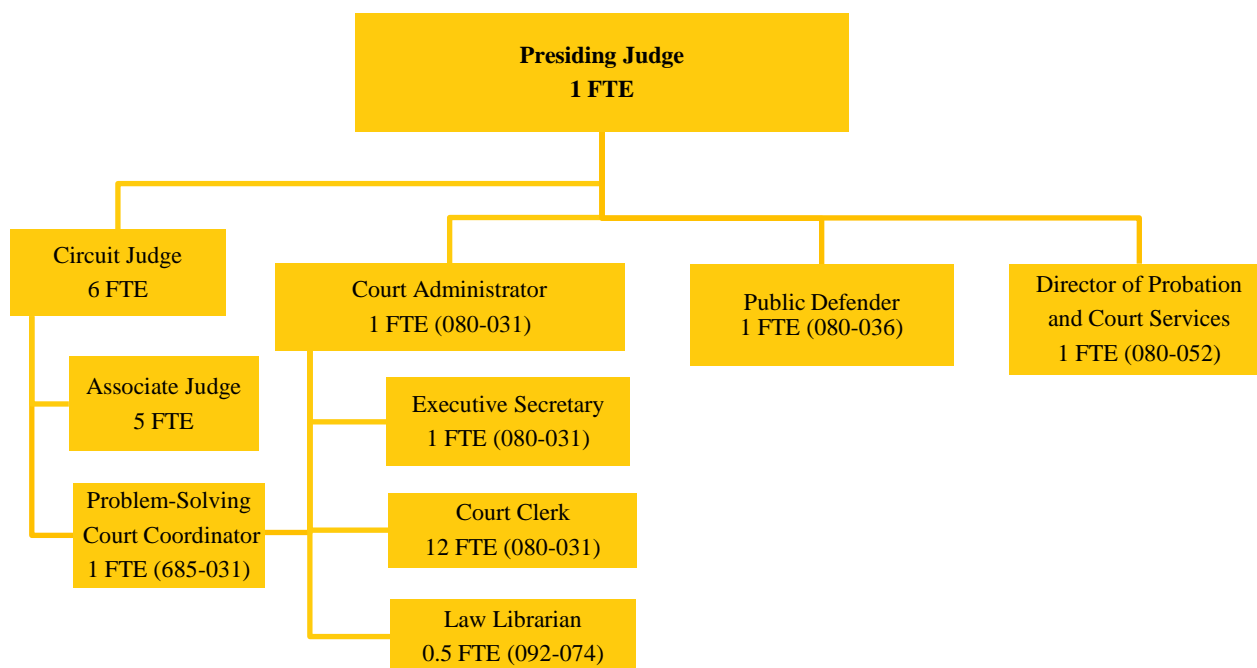 Presiding Judge
1 FTE
Circuit Judge
6 FTE
Court Administrator
1 FTE (080-031)
Public Defender
1 FTE (080-036)
Director of Probation
and Court Services
1 FTE (080-052)
Associate Judge
5 FTE
Executive Secretary
1 FTE (080-031)
Problem-Solving
Court Coordinator
1 FTE (685-031)
Court Clerk
12 FTE (080-031)
Law Librarian
0.5 FTE (092-074)